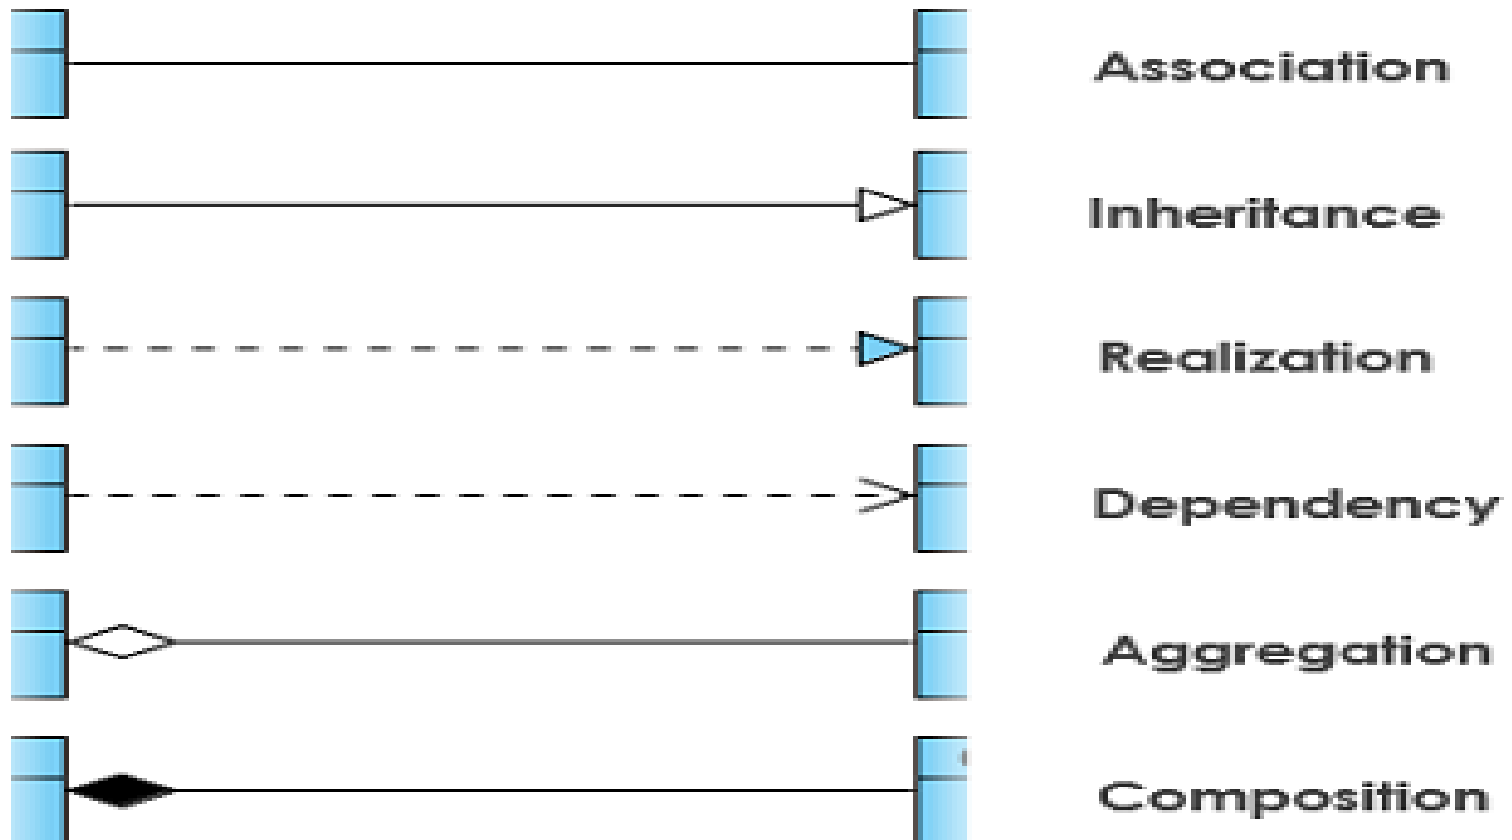 Association
Inheritance
Realization
Dependency
Aggregation
Composition